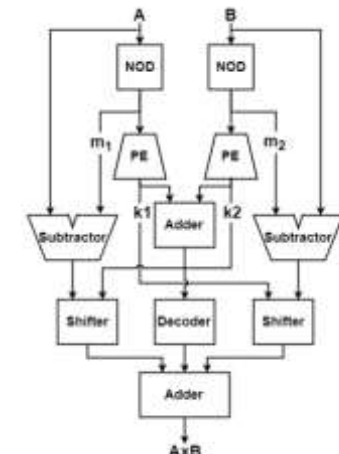 A B
NOD NOD
m1 m2
PE PE
k1 k2
Adder
Subtractor Subtractor
Shifter Decoder Shifter
Adder
AxB